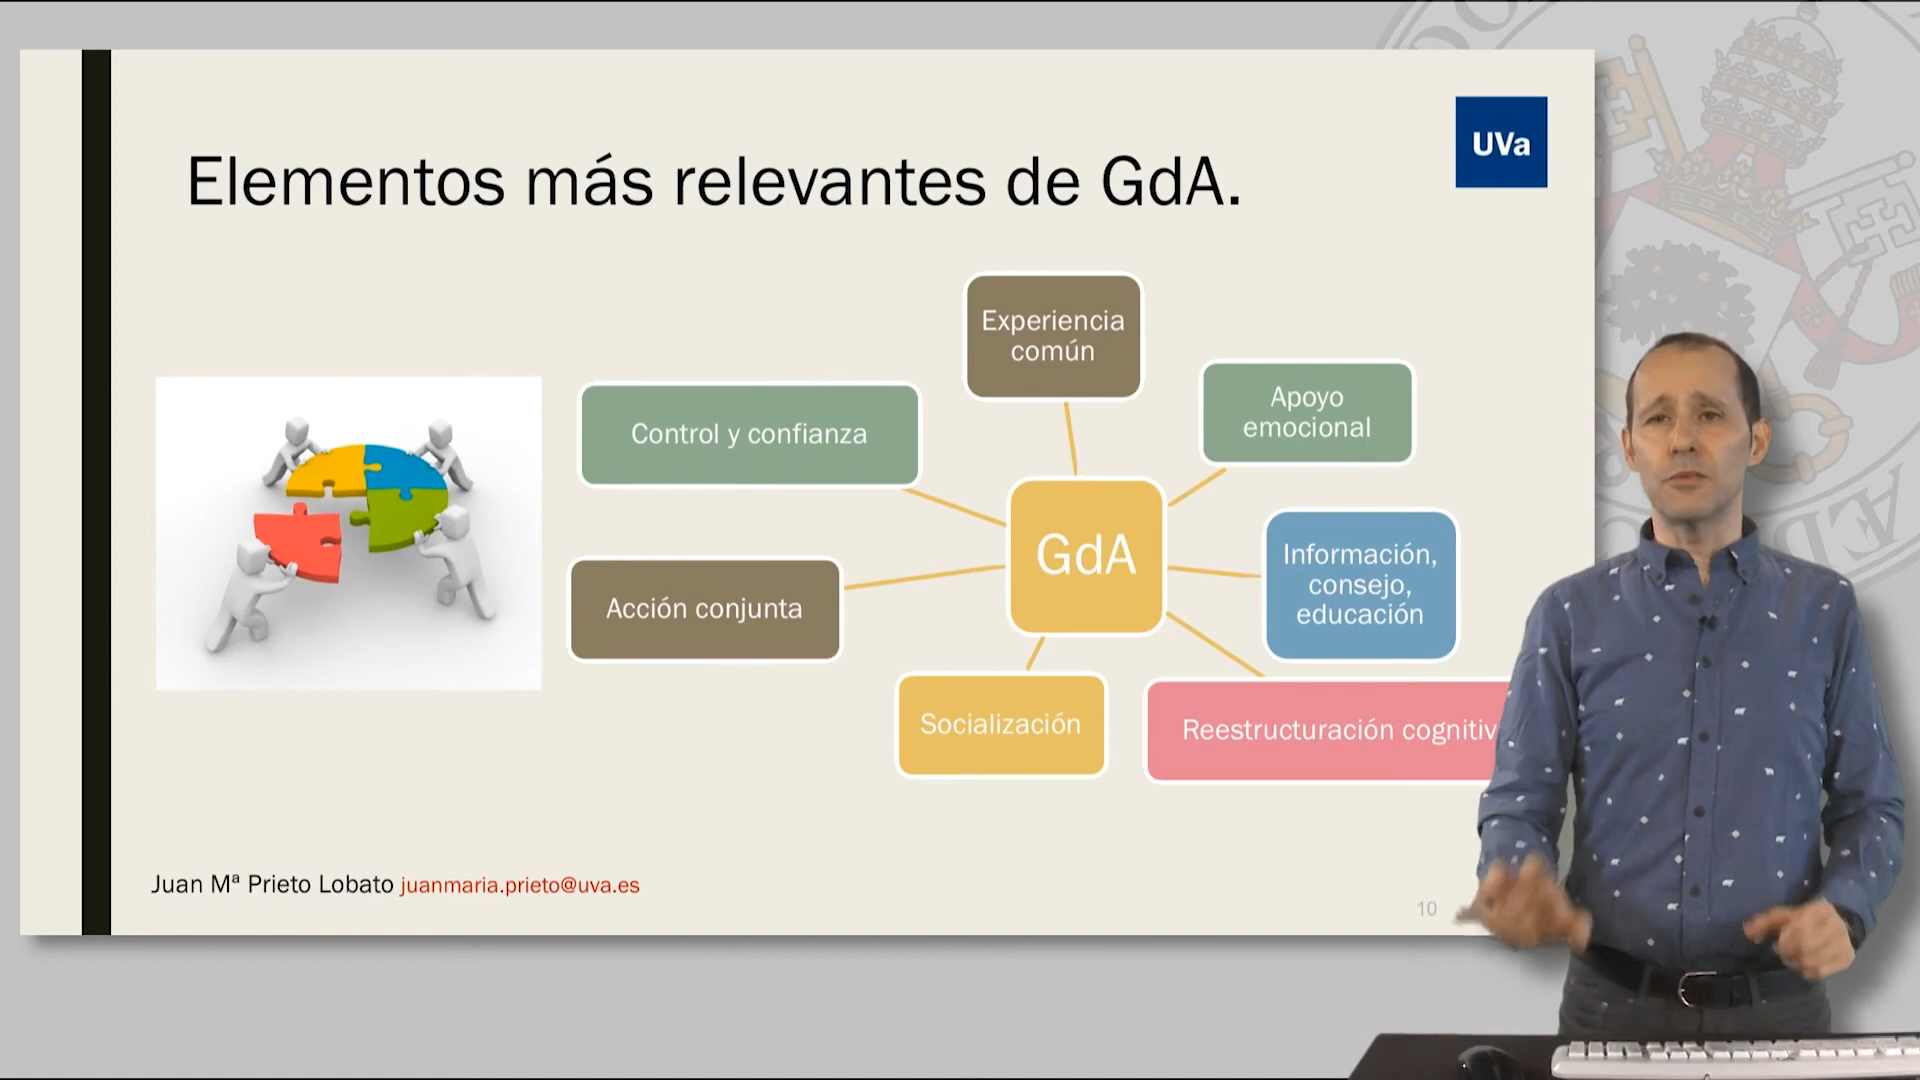 UVa
Elementos más relevantes de GdA.
Experiencia
común
Apoyo
emocional
Control y confianza
GdA
Información,
consejo,
educación
Acción conjunta
Socialización
Reestructuración
Juan Mª Prieto Lobato juanmaria.prieto@uva.es
10